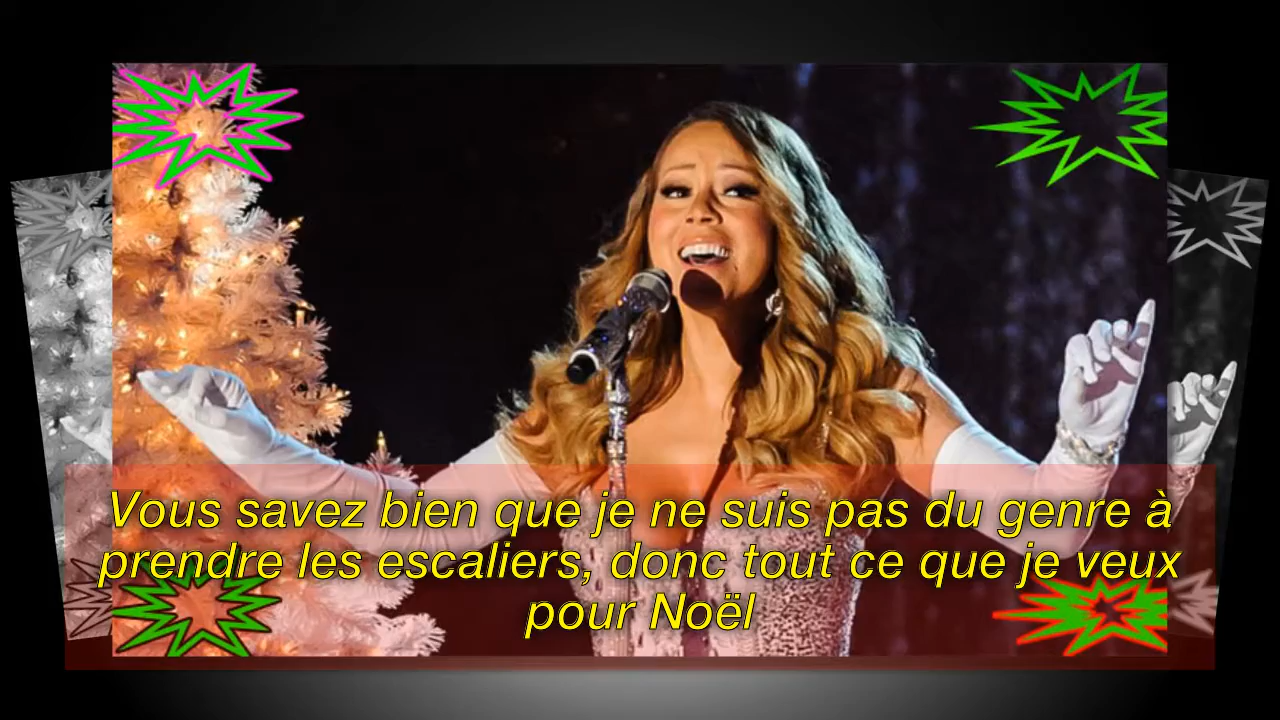 Vous savez bien que je ne suis pas du genre à
prendre les escaliers, donc tout ce que je veux
pour Noël